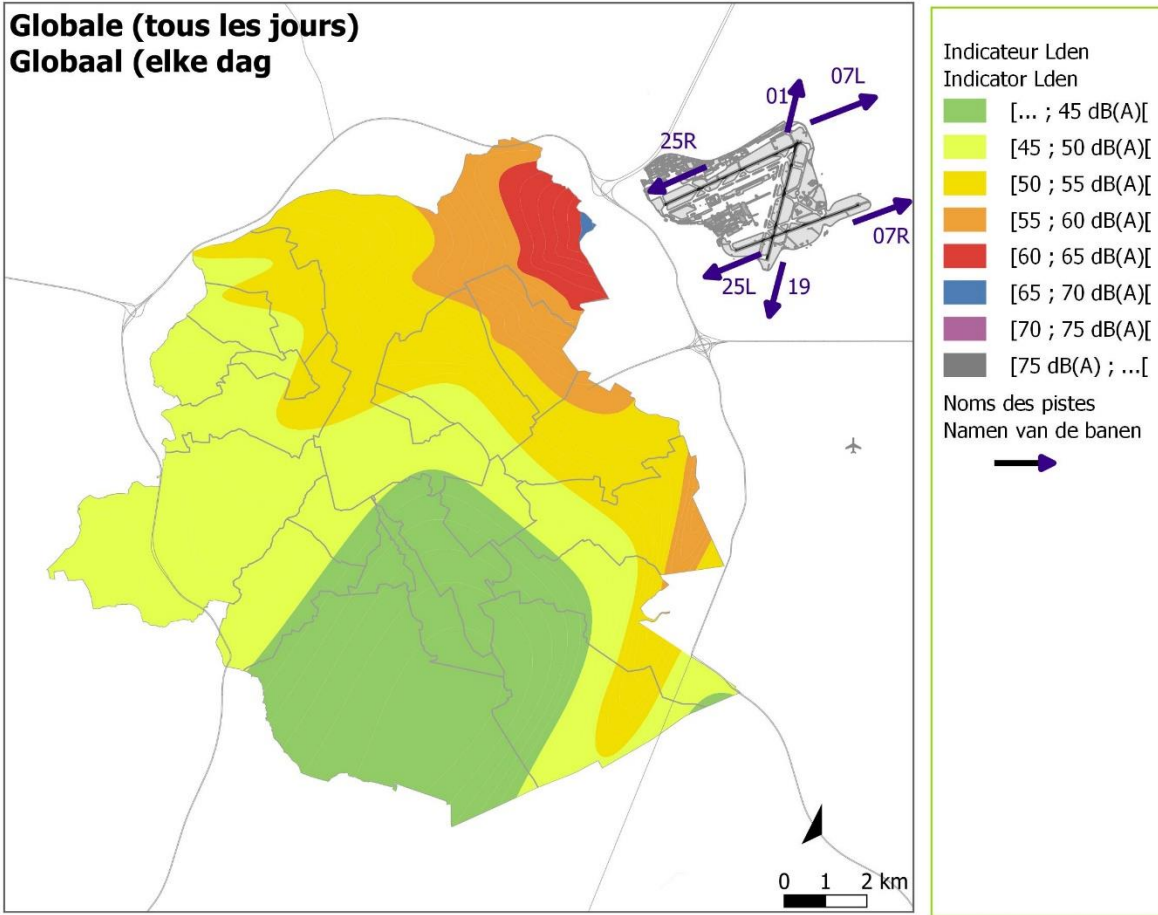 Globale (tous les jours)
Globaal (elke dag
01
07L
25R
07R
25L
19
0 1 2 km
Indicateur Lden
Indicator Lden
[... ; 45 dB(A)[
[45 ; 50 dB(A)[
[50 ; 55 dB(A)[
[55 ; 60 dB(A)[
[60 ; 65 dB(A)[
[65 ; 70 dB(A)[
[70 ; 75 dB(A)[
[75 dB(A) ; ...[
Noms des pistes
Namen van de banen